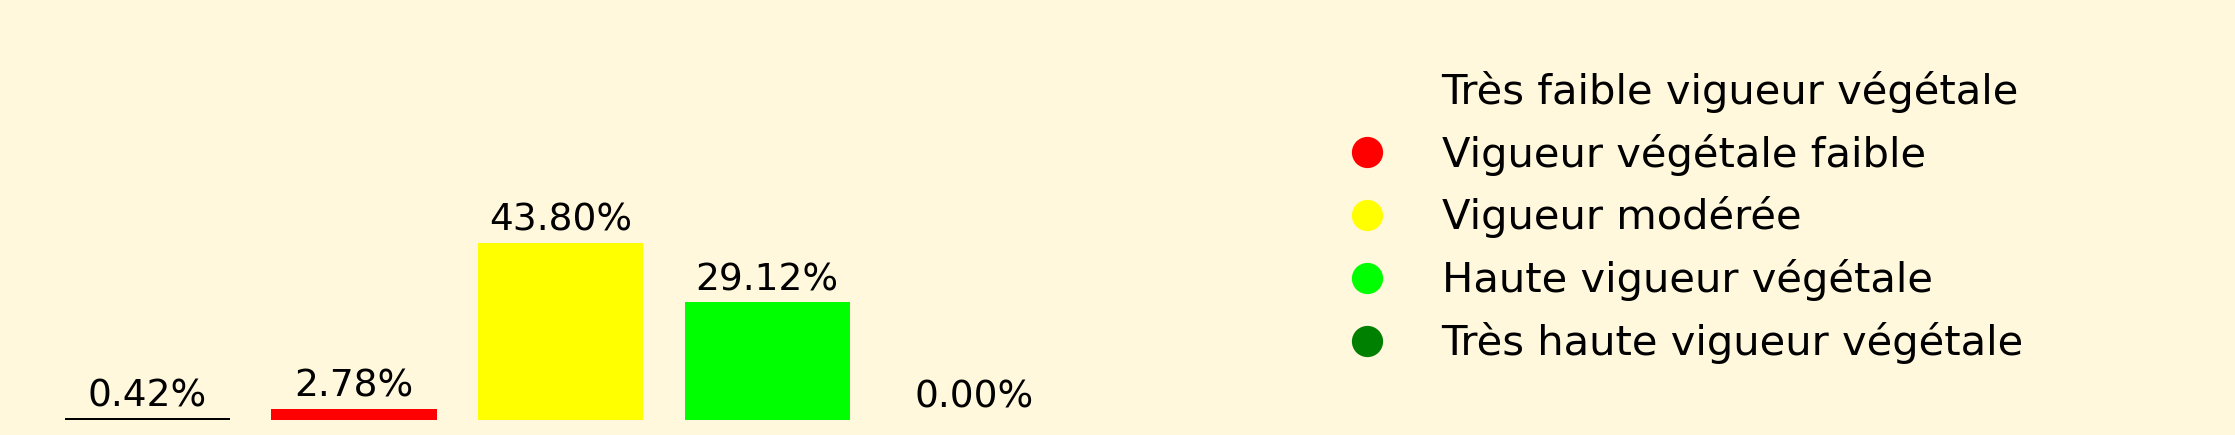 0.42%
2.78%
43.80%
29.12%
0.00%
Très faible vigueur végétale
Vigueur végétale faible
Vigueur modérée
Haute vigueur végétale
Très haute vigueur végétale